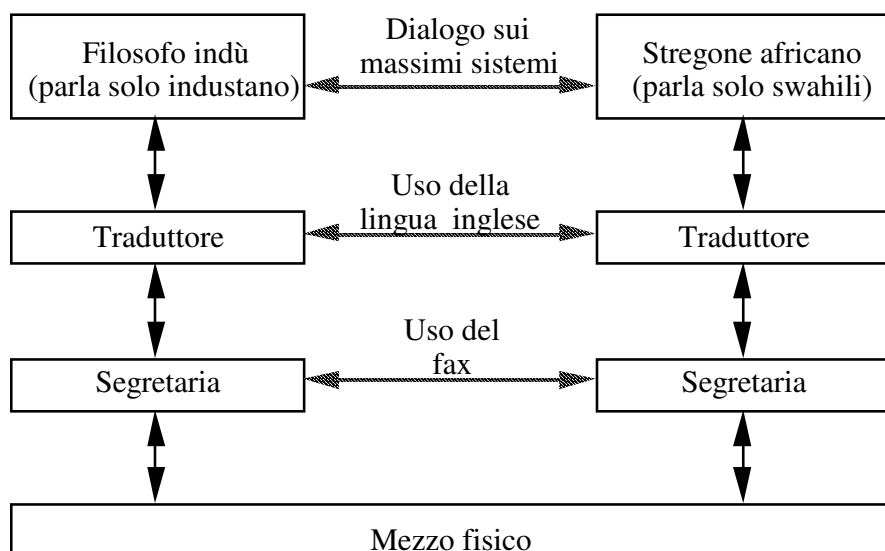 Filosofo indù
(parla solo industano)
Dialogo sui
massimi sistemi
Stregone africano
(parla solo swahili)
Traduttore
Uso della
lingua inglese
Traduttore
Segretaria
Uso del
fax
Segretaria
Mezzo fisico